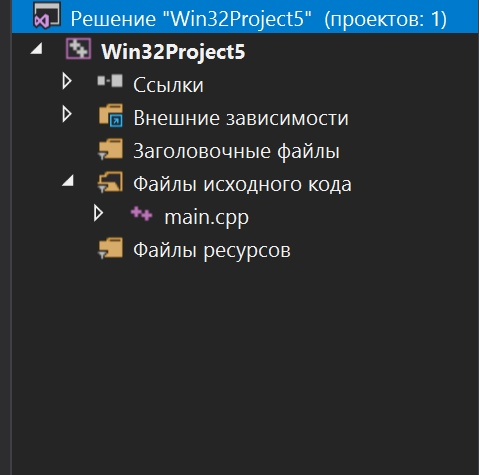 Решение "Win32Project5" (проектов: 1)
Win32Project5
Ссылки
Внешние зависимости
Заголовочные файлы
Файлы исходного кода
main.cpp
Файлы ресурсов